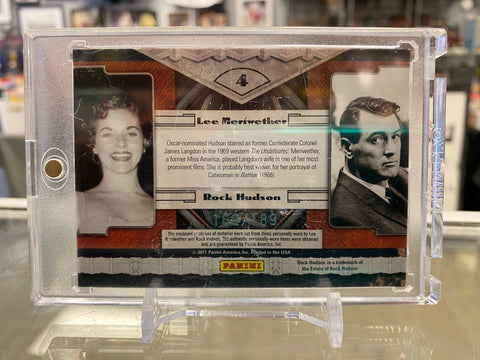 4
Lee Meriwether
Oscar-nominated Hudson starred as former Confederate Colonel
James Langdon in the 1969 western The Undefeated. Meriwether,
a former Miss America, played Langdon's wife in one of her most
prominent films. She is probably best known for her portrayal of
Catwoman in Batman (1966).
Rock Hudson
The enclosed swatches of material were cut from items personally worn by Lee
Meriwether and Rock Hudson. The authentic personally worn items were obtained
and are guaranteed by Panini America, Inc.
© 2011 Panini America, Inc. Printed in the USA
PANINI
Rock Hudson is a trademark of
the Estate of Rock Hudson